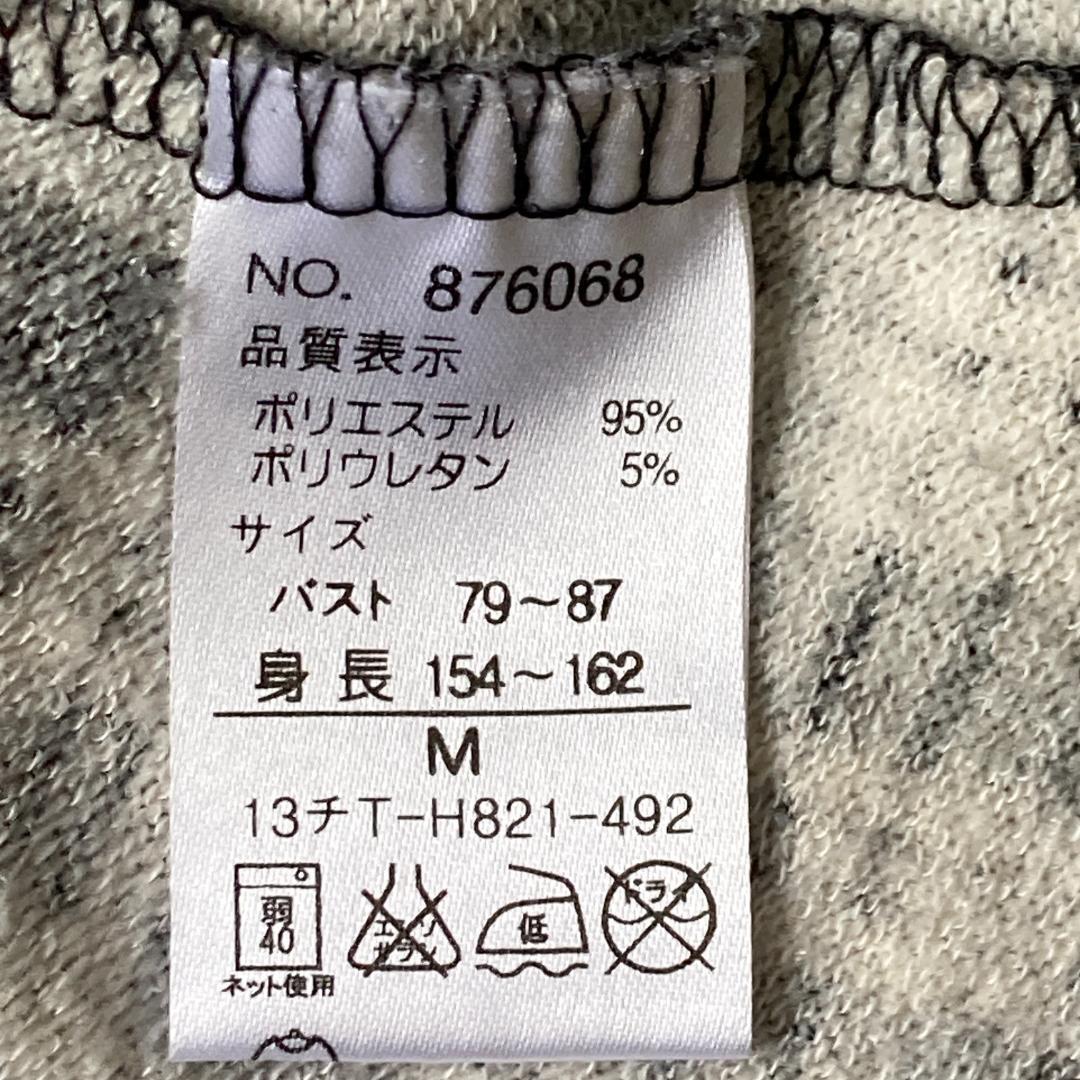 NO. 876068
品質表示
ポリエステル 95%
ポリウレタン 5%
サイズ
バスト 79～87
身長 154～162
M
13チT-H821-492
弱
40
ネット使用
エンソ
サラシ
低
ドライ